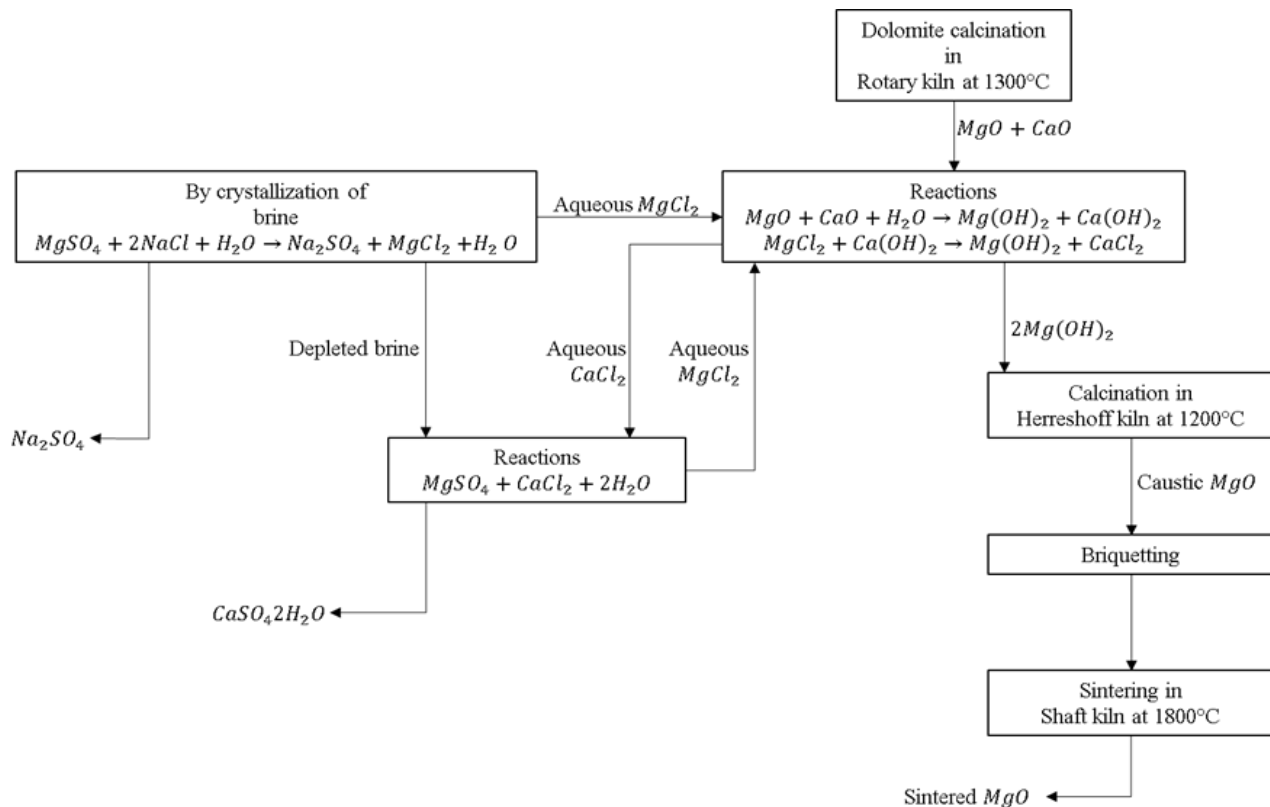 Dolomite calcination
in
Rotary kiln at 1300°C
MgO + CaO
By crystallization of
brine
MgSO₄ + 2NaCl + H₂O → Na₂SO₄ + MgCl₂ +H₂ O
Aqueous MgCl₂
Reactions
MgO + CaO + H₂O → Mg(OH)₂ + Ca(OH)₂
MgCl₂ + Ca(OH)₂ → Mg(OH)₂ + CaCl₂
Depleted brine
Aqueous
CaCl₂
Aqueous
MgCl₂
2Mg(OH)₂
Na₂SO₄
Reactions
MgSO₄ + CaCl₂ + 2H₂O
CaSO₄2H₂O
Calcination in
Herreshoff kiln at 1200°C
Caustic MgO
Briquetting
Sintering in
Shaft kiln at 1800°C
Sintered MgO